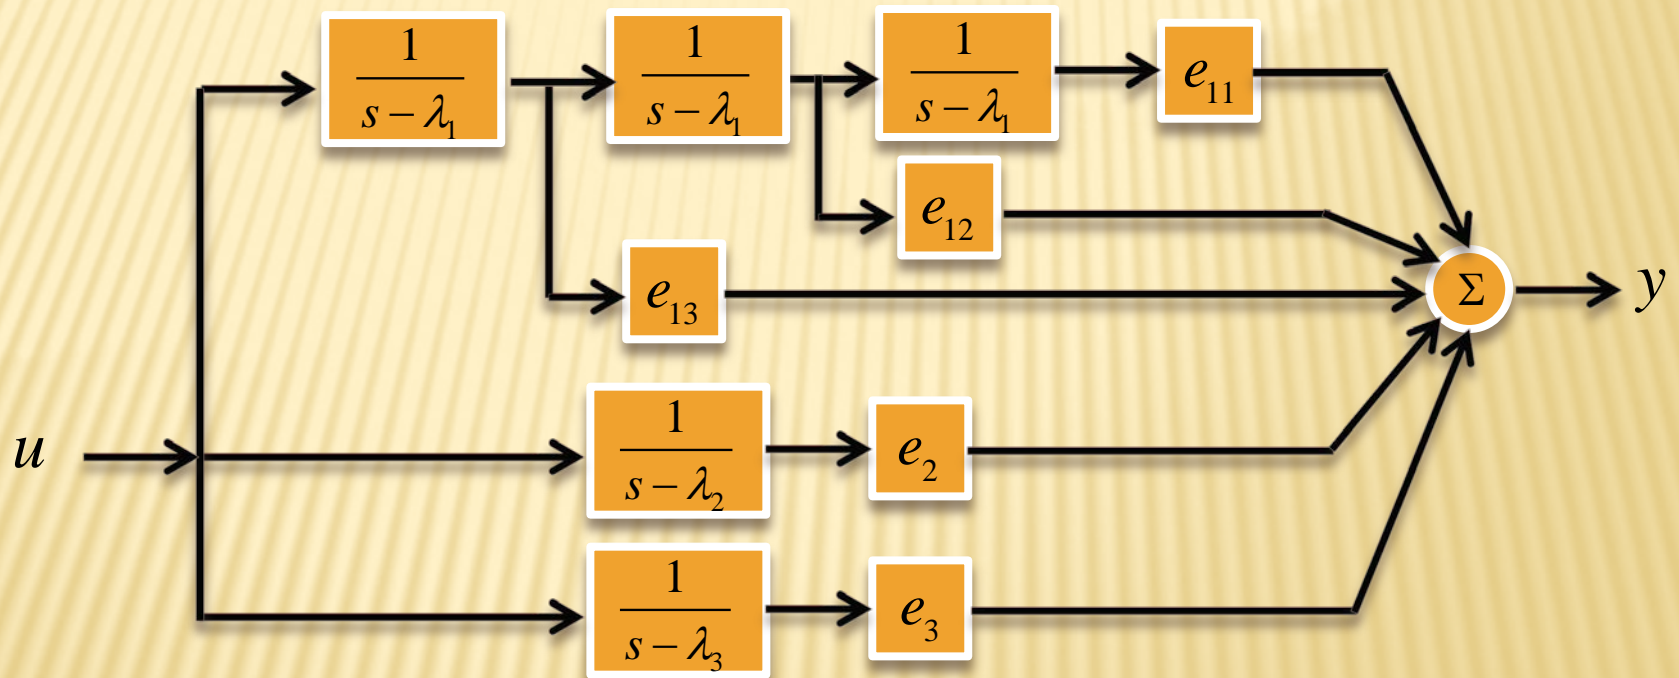 1/(s − λ₁)
1/(s − λ₁)
1/(s − λ₁)
e₁₁
e₁₂
e₁₃
Σ
y
u
1/(s − λ₂)
e₂
1/(s − λ₃)
e₃